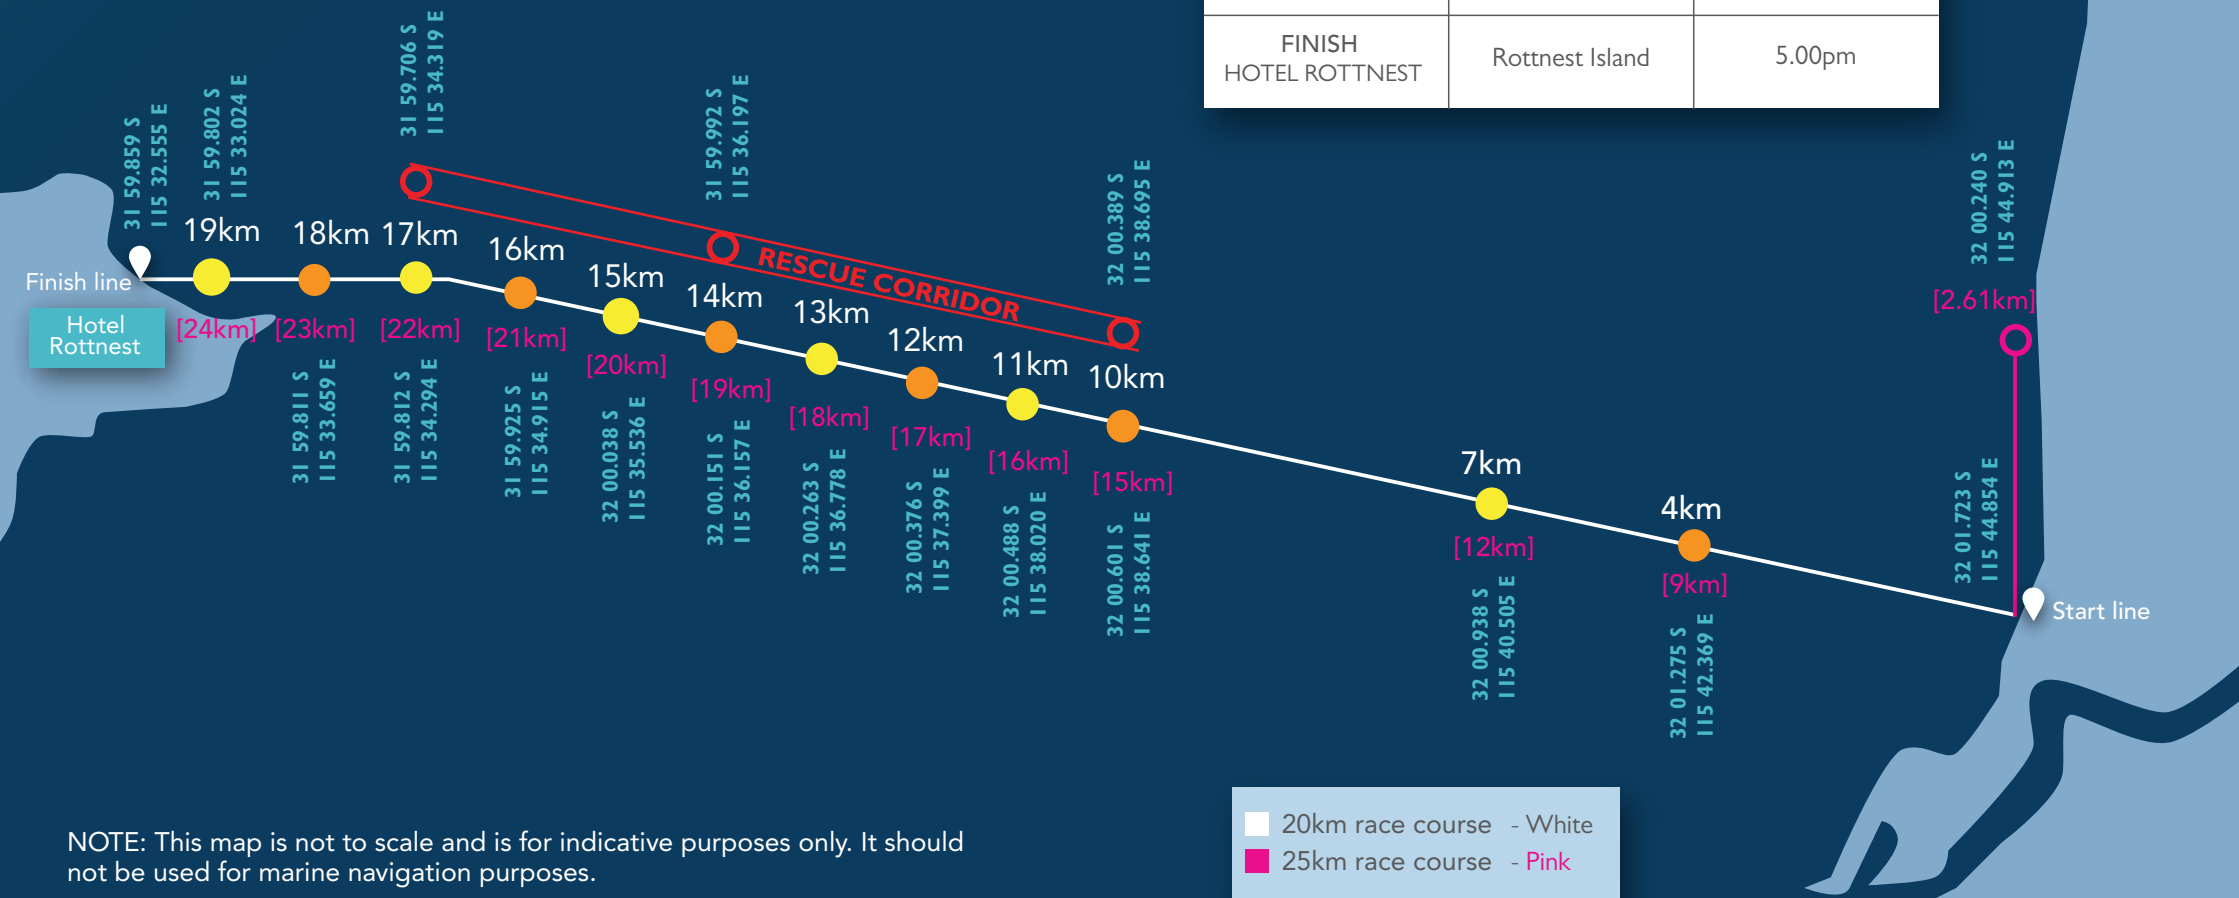 FINISH
HOTEL ROTTNEST
Rottnest Island
5.00pm
31 59.706 S
115 34.319 E
31 59.859 S
115 32.555 E
31 59.802 S
115 33.024 E
31 59.992 S
115 36.197 E
32 00.389 S
115 38.695 E
32 00.240 S
115 44.913 E
19km
18km
17km
16km
15km
14km
13km
12km
11km
10km
7km
4km
RESCUE CORRIDOR
[2.61km]
Finish line
Hotel
Rottnest
[24km]
[23km]
[22km]
[21km]
[20km]
[19km]
[18km]
[17km]
[16km]
[15km]
[12km]
[9km]
31 59.811 S
115 33.659 E
31 59.812 S
115 34.294 E
31 59.925 S
115 34.915 E
32 00.038 S
115 35.536 E
32 00.151 S
115 36.157 E
32 00.263 S
115 36.778 E
32 00.376 S
115 37.399 E
32 00.488 S
115 38.020 E
32 00.601 S
115 38.641 E
32 00.938 S
115 40.505 E
32 01.275 S
115 42.369 E
32 01.723 S
115 44.854 E
Start line
20km race course - White
25km race course - Pink
NOTE: This map is not to scale and is for indicative purposes only. It should
not be used for marine navigation purposes.